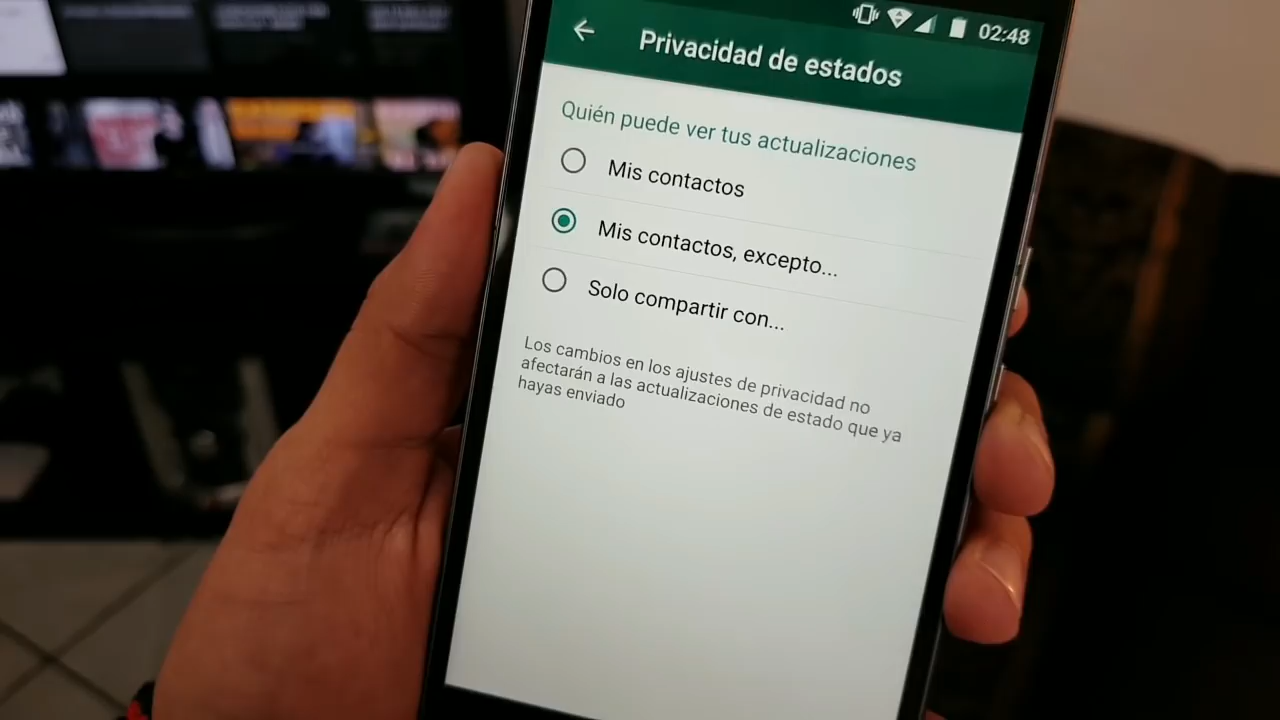 02:48
Privacidad de estados
Quién puede ver tus actualizaciones
Mis contactos
Mis contactos, excepto...
Solo compartir con...
Los cambios en los ajustes de privacidad no
afectarán a las actualizaciones de estado que ya
hayas enviado